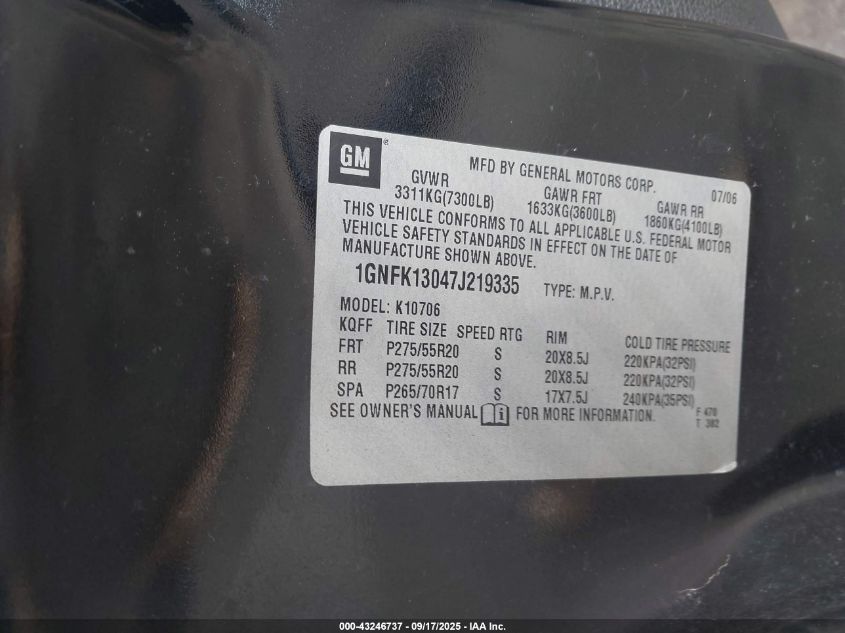 GM®
MFD BY GENERAL MOTORS CORP. 07/06
GVWR GAWR FRT GAWR RR
3311KG(7300LB) 1633KG(3600LB) 1860KG(4100LB)
THIS VEHICLE CONFORMS TO ALL APPLICABLE U.S. FEDERAL MOTOR
VEHICLE SAFETY STANDARDS IN EFFECT ON THE DATE OF
MANUFACTURE SHOWN ABOVE.
1GNFK13047J219335 TYPE: M.P.V.
MODEL: K10706
KQFF TIRE SIZE SPEED RTG RIM COLD TIRE PRESSURE
FRT P275/55R20 S 20X8.5J 220KPA(32PSI)
RR P275/55R20 S 20X8.5J 220KPA(32PSI)
SPA P265/70R17 S 17X7.5J 240KPA(35PSI)
SEE OWNER'S MANUAL i FOR MORE INFORMATION.
F 470
T 382
000-43246737 - 09/17/2025 - IAA Inc.